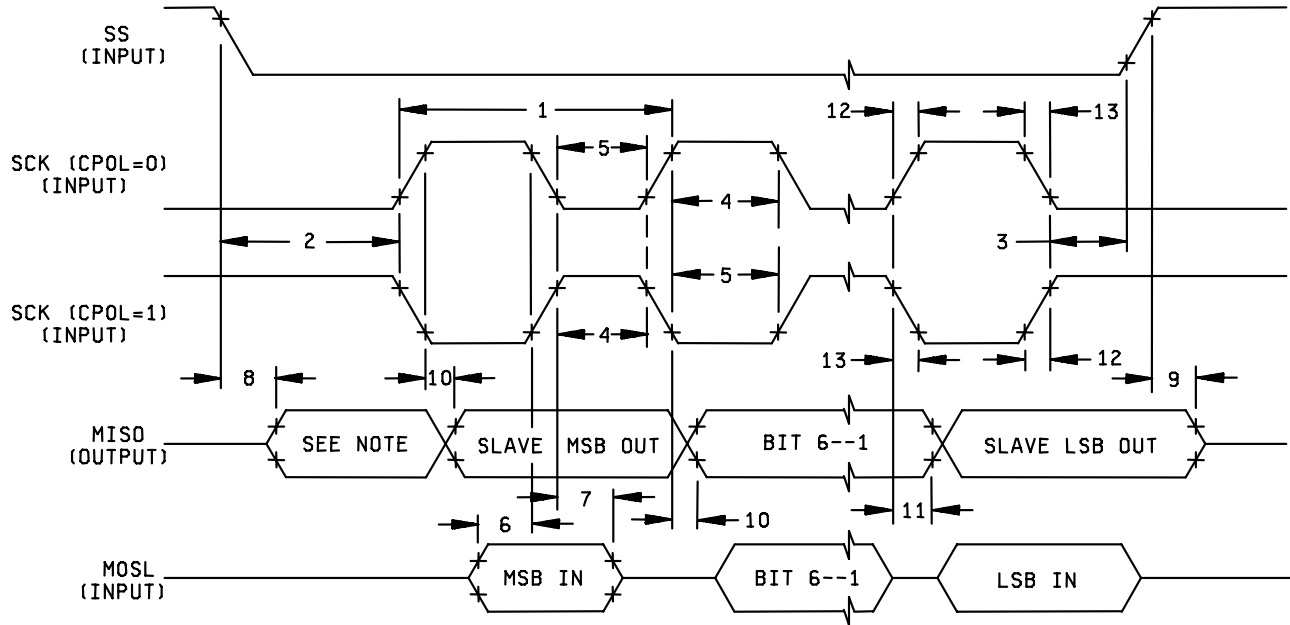 SS
(INPUT)
1
12
13
SCK (CPOL=0)
(INPUT)
5
4
2
3
SCK (CPOL=1)
(INPUT)
5
4
13
12
8
10
9
MISO
(OUTPUT)
SEE NOTE
SLAVE MSB OUT
BIT 6--1
SLAVE LSB OUT
7
6
10
11
MOSL
(INPUT)
MSB IN
BIT 6--1
LSB IN